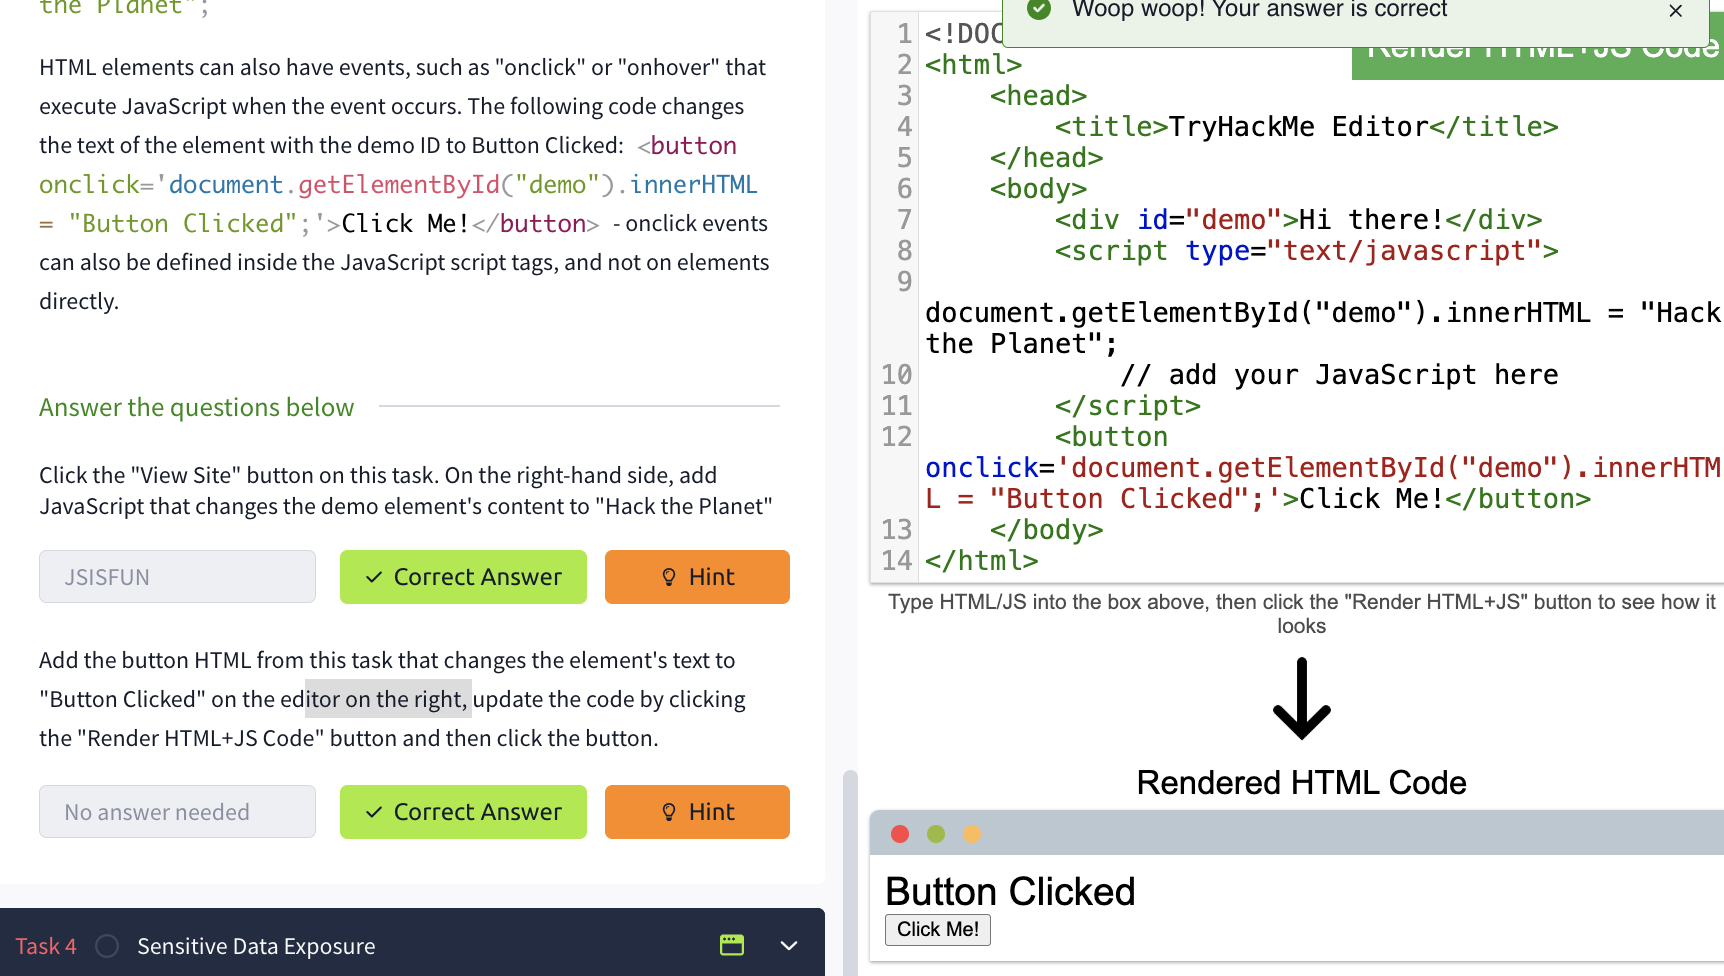 the Planet";
HTML elements can also have events, such as "onclick" or "onhover" that
execute JavaScript when the event occurs. The following code changes
the text of the element with the demo ID to Button Clicked: <button
onclick='document.getElementById("demo").innerHTML
= "Button Clicked";'>Click Me!</button> - onclick events
can also be defined inside the JavaScript script tags, and not on elements
directly.
Answer the questions below
Click the "View Site" button on this task. On the right-hand side, add
JavaScript that changes the demo element's content to "Hack the Planet"
JSISFUN
Correct Answer
Hint
Add the button HTML from this task that changes the element's text to
"Button Clicked" on the editor on the right, update the code by clicking
the "Render HTML+JS Code" button and then click the button.
No answer needed
Correct Answer
Hint
Task 4 Sensitive Data Exposure
Woop woop! Your answer is correct
Render HTML+JS Code
1 <!DOC
2 <html>
3 <head>
4 <title>TryHackMe Editor</title>
5 </head>
6 <body>
7 <div id="demo">Hi there!</div>
8 <script type="text/javascript">
9
document.getElementById("demo").innerHTML = "Hack
the Planet";
10 // add your JavaScript here
11 </script>
12 <button
onclick='document.getElementById("demo").innerHTM
L = "Button Clicked";'>Click Me!</button>
13 </body>
14 </html>
Type HTML/JS into the box above, then click the "Render HTML+JS" button to see how it
looks
Rendered HTML Code
Button Clicked
Click Me!